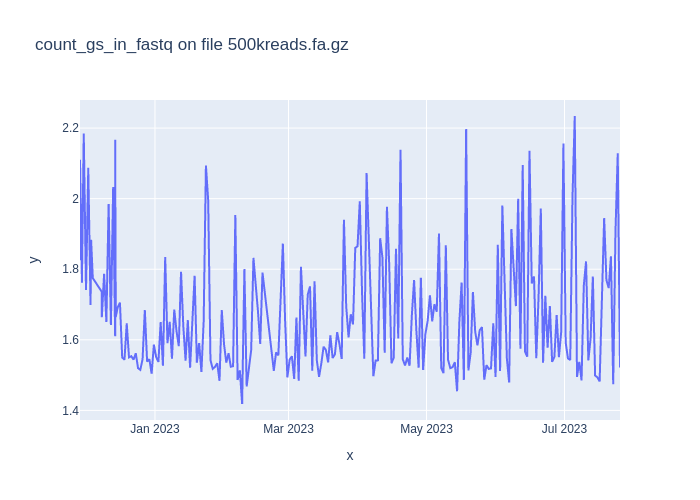 count_gs_in_fastq on file 500kreads.fa.gz
2.2
2
1.8
1.6
1.4
y
Jan 2023
Mar 2023
May 2023
Jul 2023
x